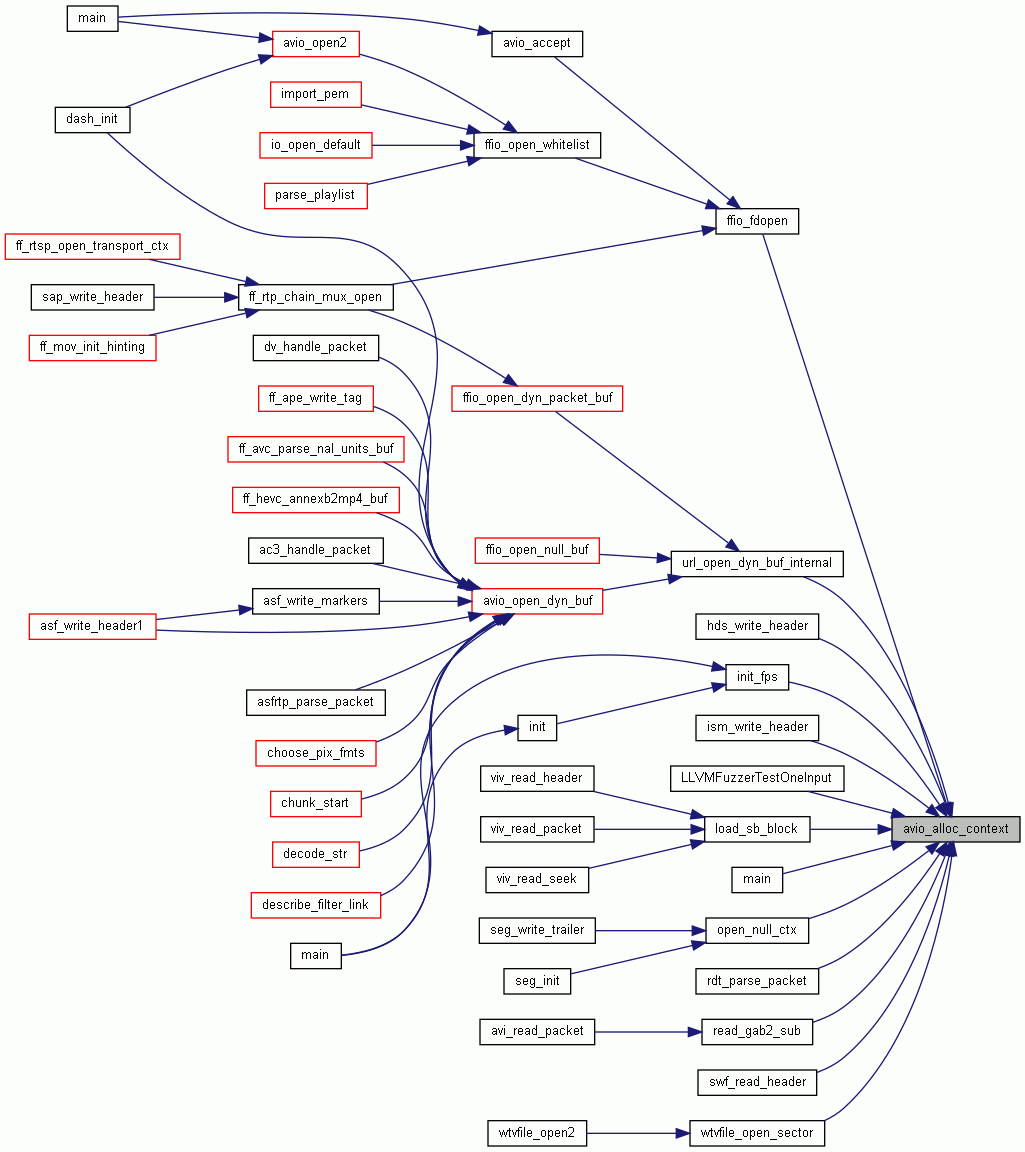 main
avio_open2
avio_accept
import_pem
dash_init
io_open_default
ffio_open_whitelist
parse_playlist
ffio_fdopen
ff_rtsp_open_transport_ctx
sap_write_header
ff_rtp_chain_mux_open
ff_mov_init_hinting
dv_handle_packet
ff_ape_write_tag
ffio_open_dyn_packet_buf
ff_avc_parse_nal_units_buf
ff_hevc_annexb2mp4_buf
ac3_handle_packet
ffio_open_null_buf
url_open_dyn_buf_internal
asf_write_markers
avio_open_dyn_buf
asf_write_header1
hds_write_header
init_fps
asfrtp_parse_packet
init
ism_write_header
choose_pix_fmts
viv_read_header
LLVMFuzzerTestOneInput
chunk_start
viv_read_packet
load_sb_block
avio_alloc_context
decode_str
viv_read_seek
main
describe_filter_link
seg_write_trailer
open_null_ctx
main
seg_init
rdt_parse_packet
avi_read_packet
read_gab2_sub
swf_read_header
wtvfile_open2
wtvfile_open_sector